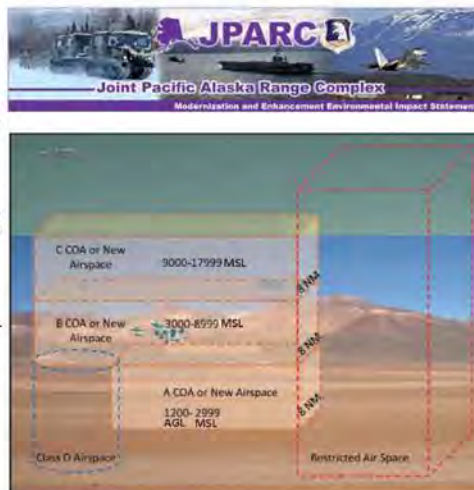 JPARC
Joint Pacific Alaska Range Complex
Modernization and Enhancement Environmental Impact Statement
C COA or New
Airspace
9000-17999 MSL
8 NM
B COA or New
Airspace
3000-8999 MSL
8 NM
A COA or New Airspace
1200- 2999
AGL MSL
8 NM
Class D Airspace
Restricted Air Space